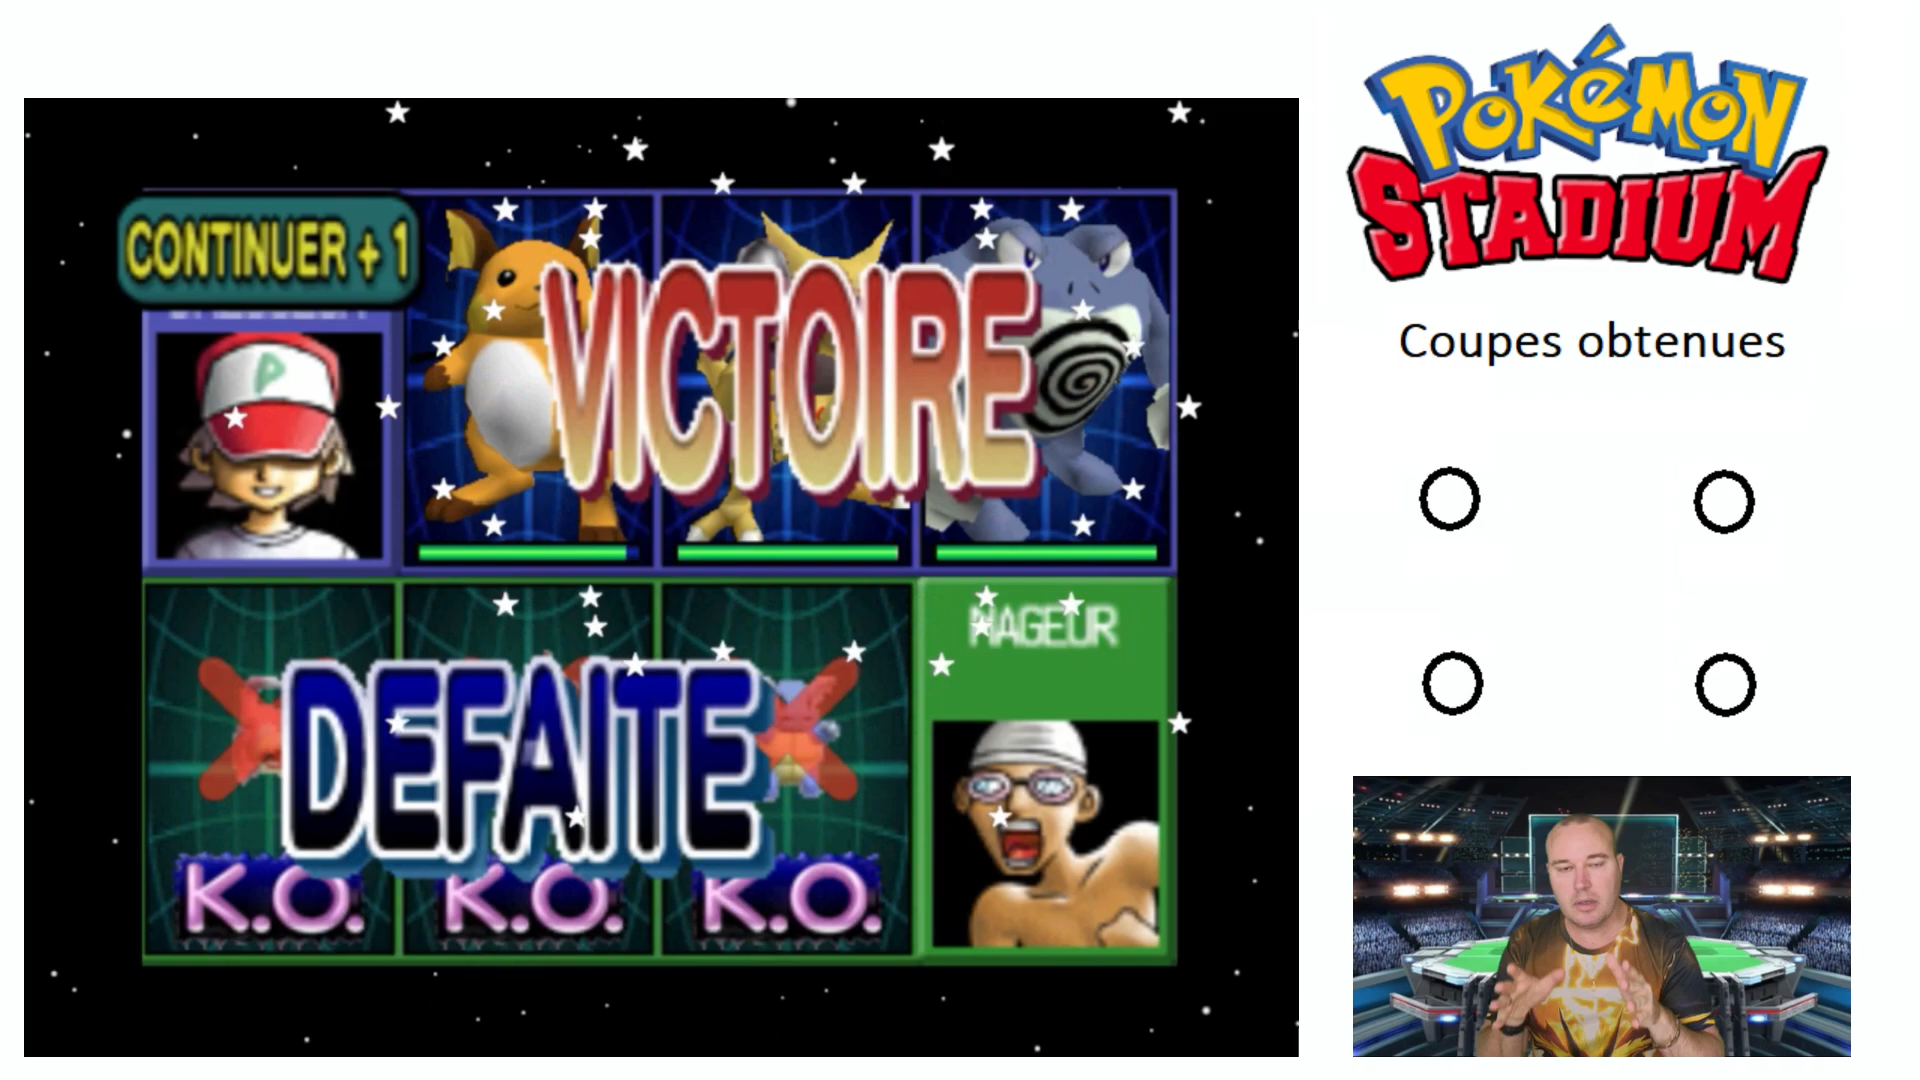 POKÉMON
STADIUM
Coupes obtenues
CONTINUER + 1
P
VICTOIRE
NAGEUR
DEFAITE
K.O. K.O. K.O.